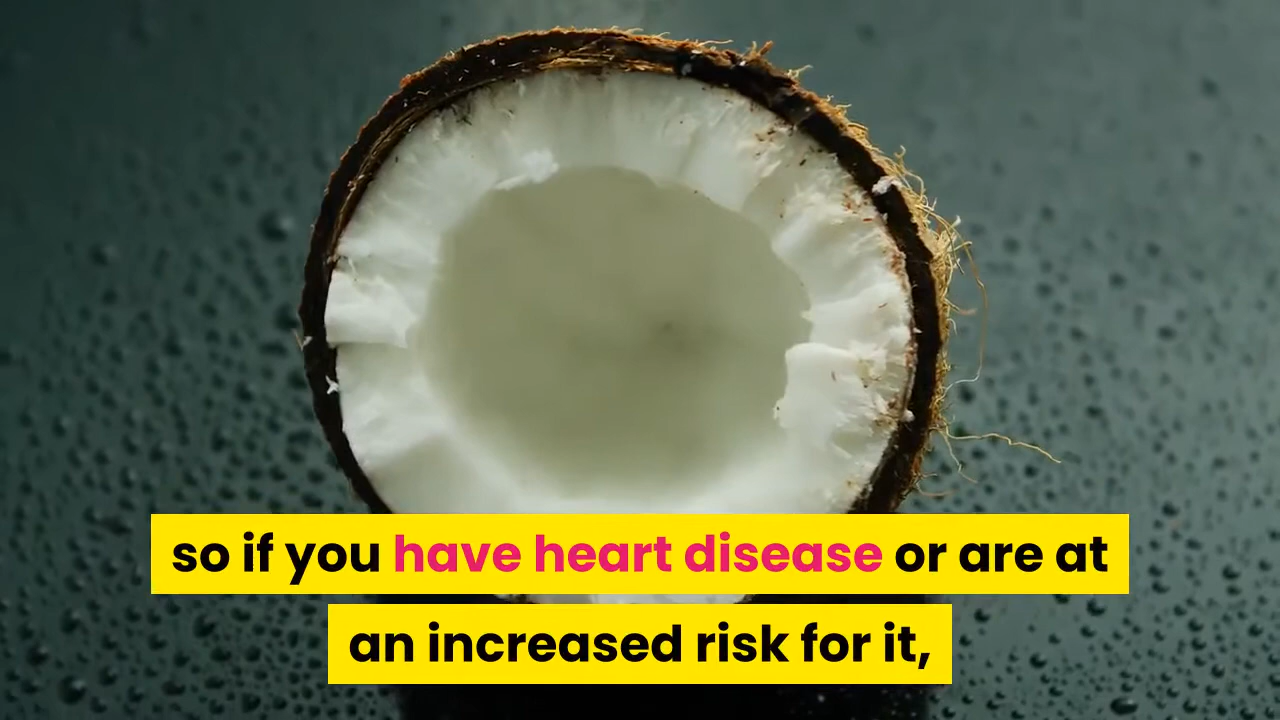 so if you have heart disease or are at
an increased risk for it,